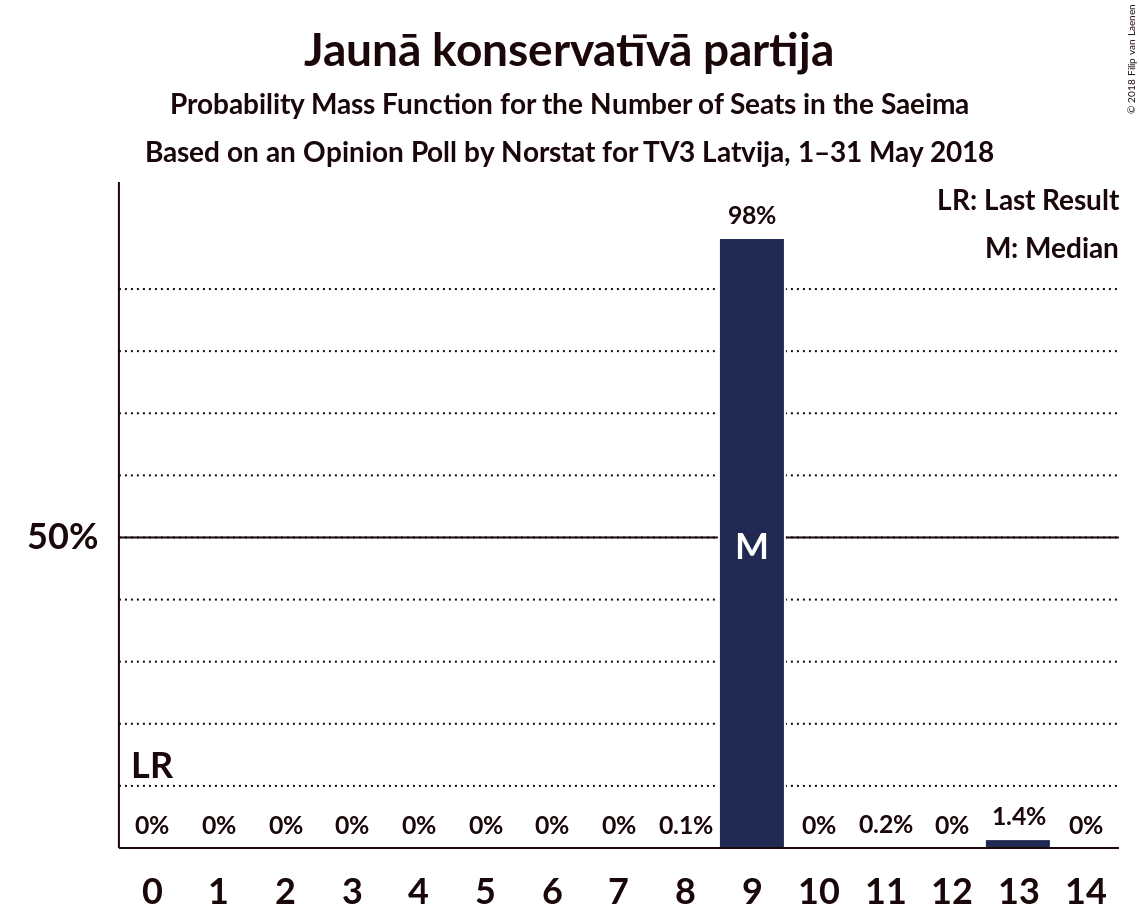 Jaunā konservatīvā partija
Probability Mass Function for the Number of Seats in the Saeima
Based on an Opinion Poll by Norstat for TV3 Latvija, 1–31 May 2018
© 2018 Filip van Laenen
LR: Last Result
M: Median
98%
50%
M
LR
0% 0% 0% 0% 0% 0% 0% 0% 0.1% 0% 0.2% 0% 1.4% 0%
0 1 2 3 4 5 6 7 8 9 10 11 12 13 14